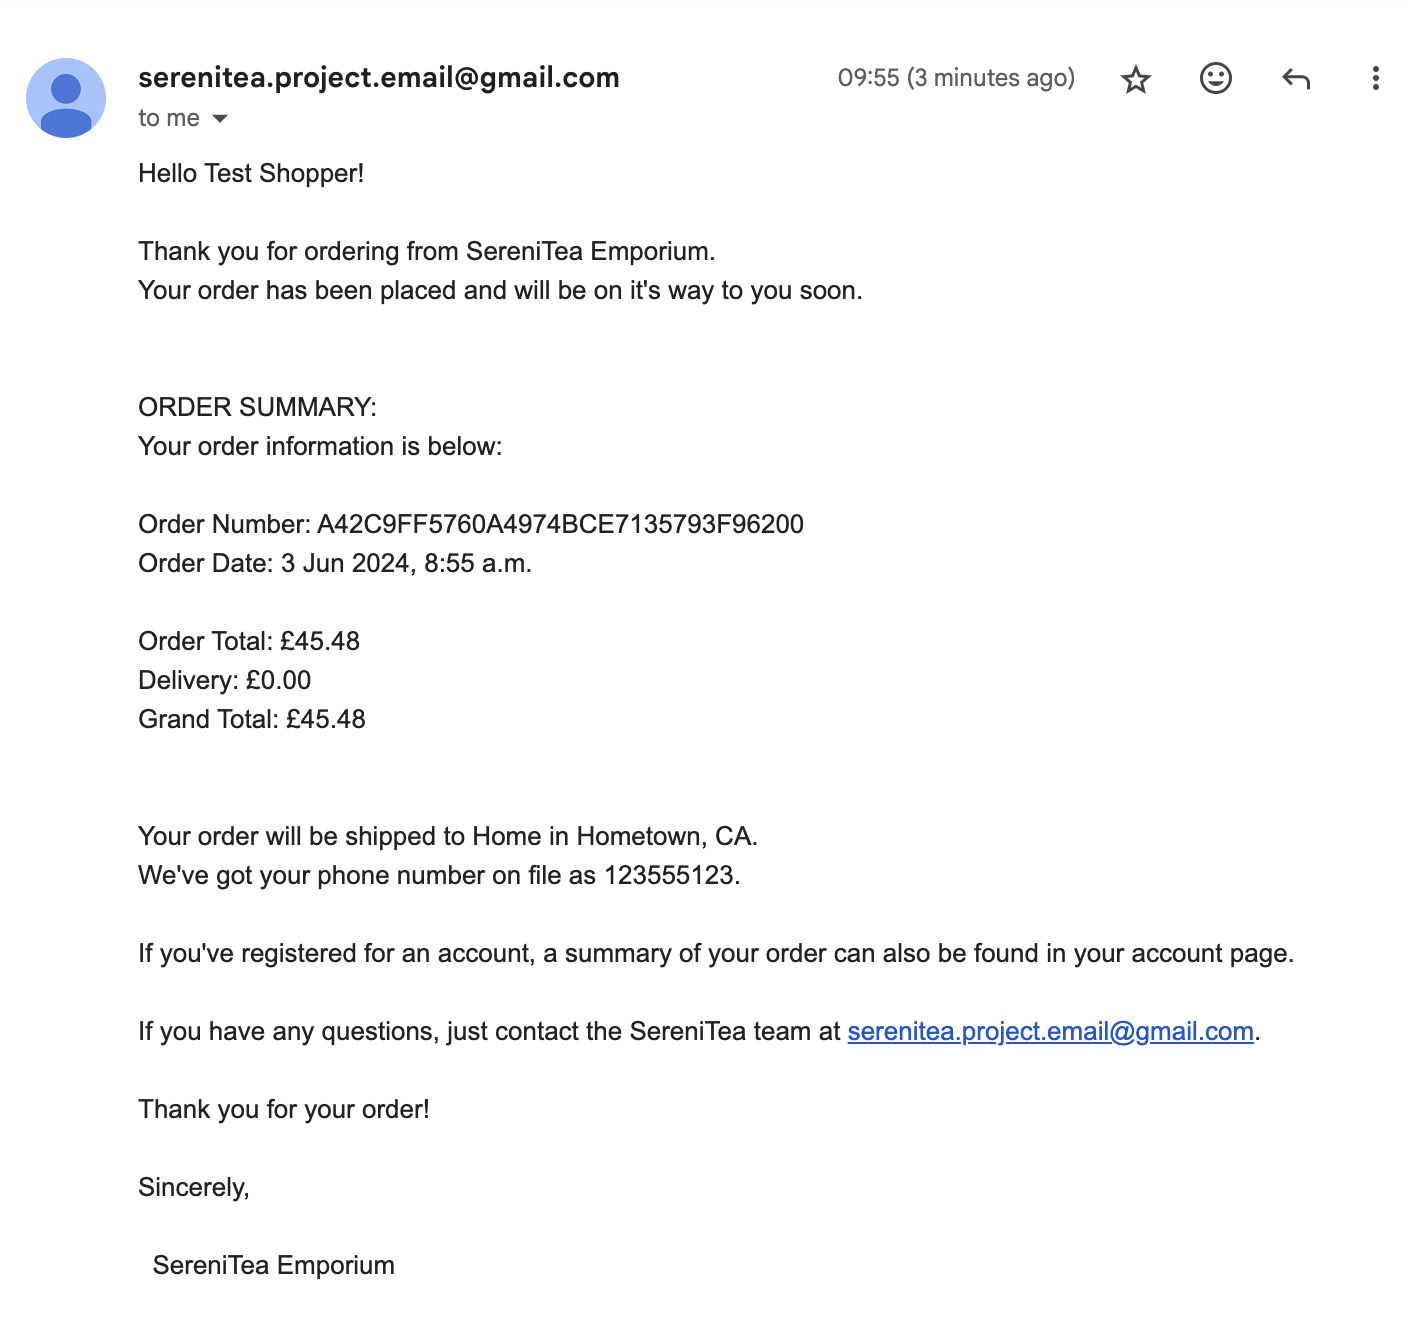 serenitea.project.email@gmail.com
09:55 (3 minutes ago)
to me
Hello Test Shopper!
Thank you for ordering from SereniTea Emporium.
Your order has been placed and will be on it's way to you soon.
ORDER SUMMARY:
Your order information is below:
Order Number: A42C9FF5760A4974BCE7135793F96200
Order Date: 3 Jun 2024, 8:55 a.m.
Order Total: £45.48
Delivery: £0.00
Grand Total: £45.48
Your order will be shipped to Home in Hometown, CA.
We've got your phone number on file as 123555123.
If you've registered for an account, a summary of your order can also be found in your account page.
If you have any questions, just contact the SereniTea team at serenitea.project.email@gmail.com.
Thank you for your order!
Sincerely,
SereniTea Emporium